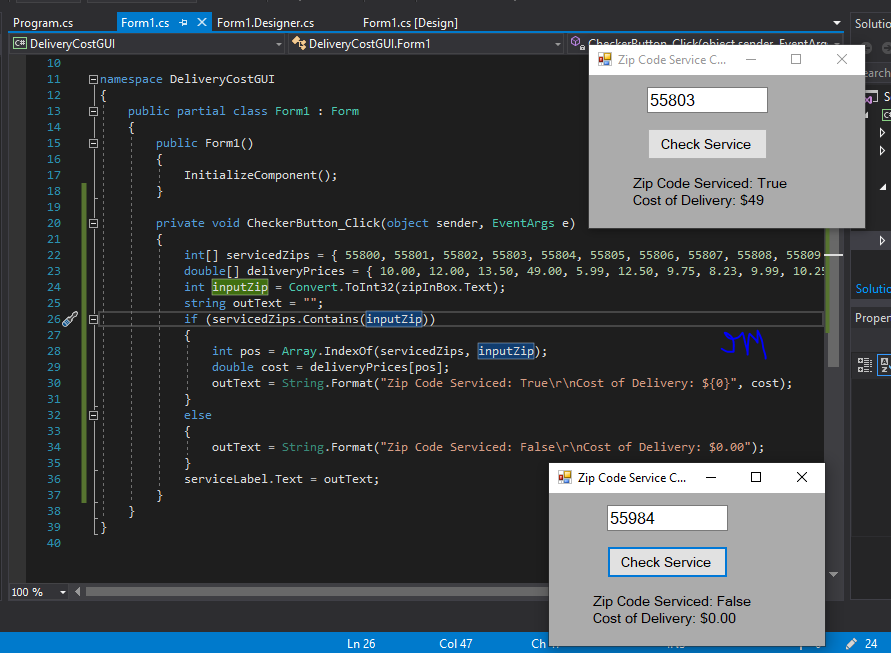 Program.cs
Form1.cs
Form1.Designer.cs
Form1.cs [Design]
Solutio
C# DeliveryCostGUI
DeliveryCostGUI.Form1
CheckerButton_Click(object sender, EventArg
earch
10
11 namespace DeliveryCostGUI
12 {
13 public partial class Form1 : Form
14 {
15 public Form1()
16 {
17 InitializeComponent();
18 }
19
20 private void CheckerButton_Click(object sender, EventArgs e)
21 {
22 int[] servicedZips = { 55800, 55801, 55802, 55803, 55804, 55805, 55806, 55807, 55808, 55809
23 double[] deliveryPrices = { 10.00, 12.00, 13.50, 49.00, 5.99, 12.50, 9.75, 8.23, 9.99, 10.25
24 int inputZip = Convert.ToInt32(zipInBox.Text);
25 string outText = "";
26 if (servicedZips.Contains(inputZip))
27 {
28 int pos = Array.IndexOf(servicedZips, inputZip);
29 double cost = deliveryPrices[pos];
30 outText = String.Format("Zip Code Serviced: True\r\nCost of Delivery: ${0}", cost);
31 }
32 else
33 {
34 outText = String.Format("Zip Code Serviced: False\r\nCost of Delivery: $0.00");
35 }
36 serviceLabel.Text = outText;
37 }
38 }
39 }
40
Zip Code Service C...
55803
Check Service
Zip Code Serviced: True
Cost of Delivery: $49
Solutio
Proper
Zip Code Service C...
55984
Check Service
Zip Code Serviced: False
Cost of Delivery: $0.00
100 %
Ln 26
Col 47
Ch
24